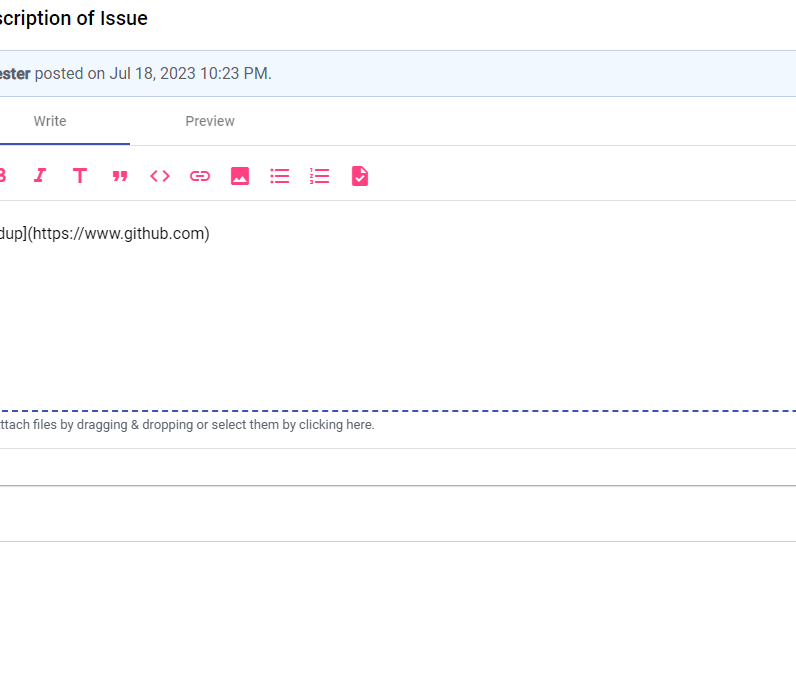 scription of Issue
ester posted on Jul 18, 2023 10:23 PM.
Write Preview
B I T
dup](https://www.github.com)
ttach files by dragging & dropping or select them by clicking here.